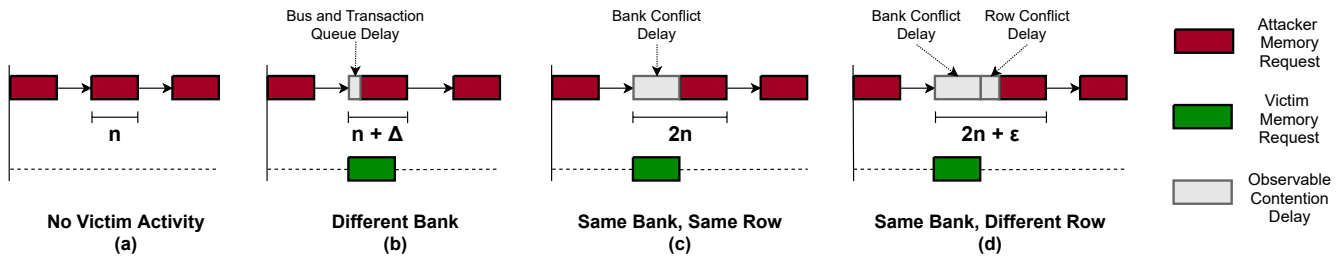 Bus and Transaction
Queue Delay
Bank Conflict
Delay
Bank Conflict
Delay
Row Conflict
Delay
n
n + Δ
2n
2n + ε
No Victim Activity
(a)
Different Bank
(b)
Same Bank, Same Row
(c)
Same Bank, Different Row
(d)
Attacker
Memory
Request
Victim
Memory
Request
Observable
Contention
Delay